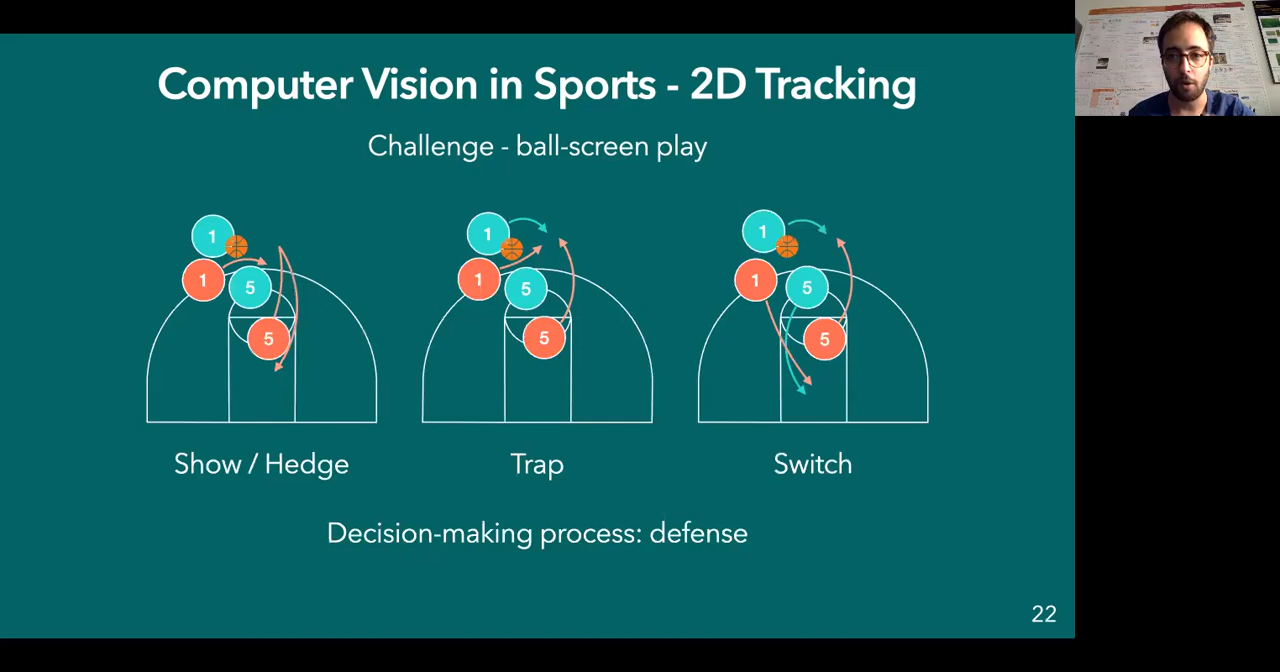 Computer Vision in Sports - 2D Tracking
Challenge - ball-screen play
1
1
5
5
1
1
5
5
1
1
5
5
Show / Hedge
Trap
Switch
Decision-making process: defense
22